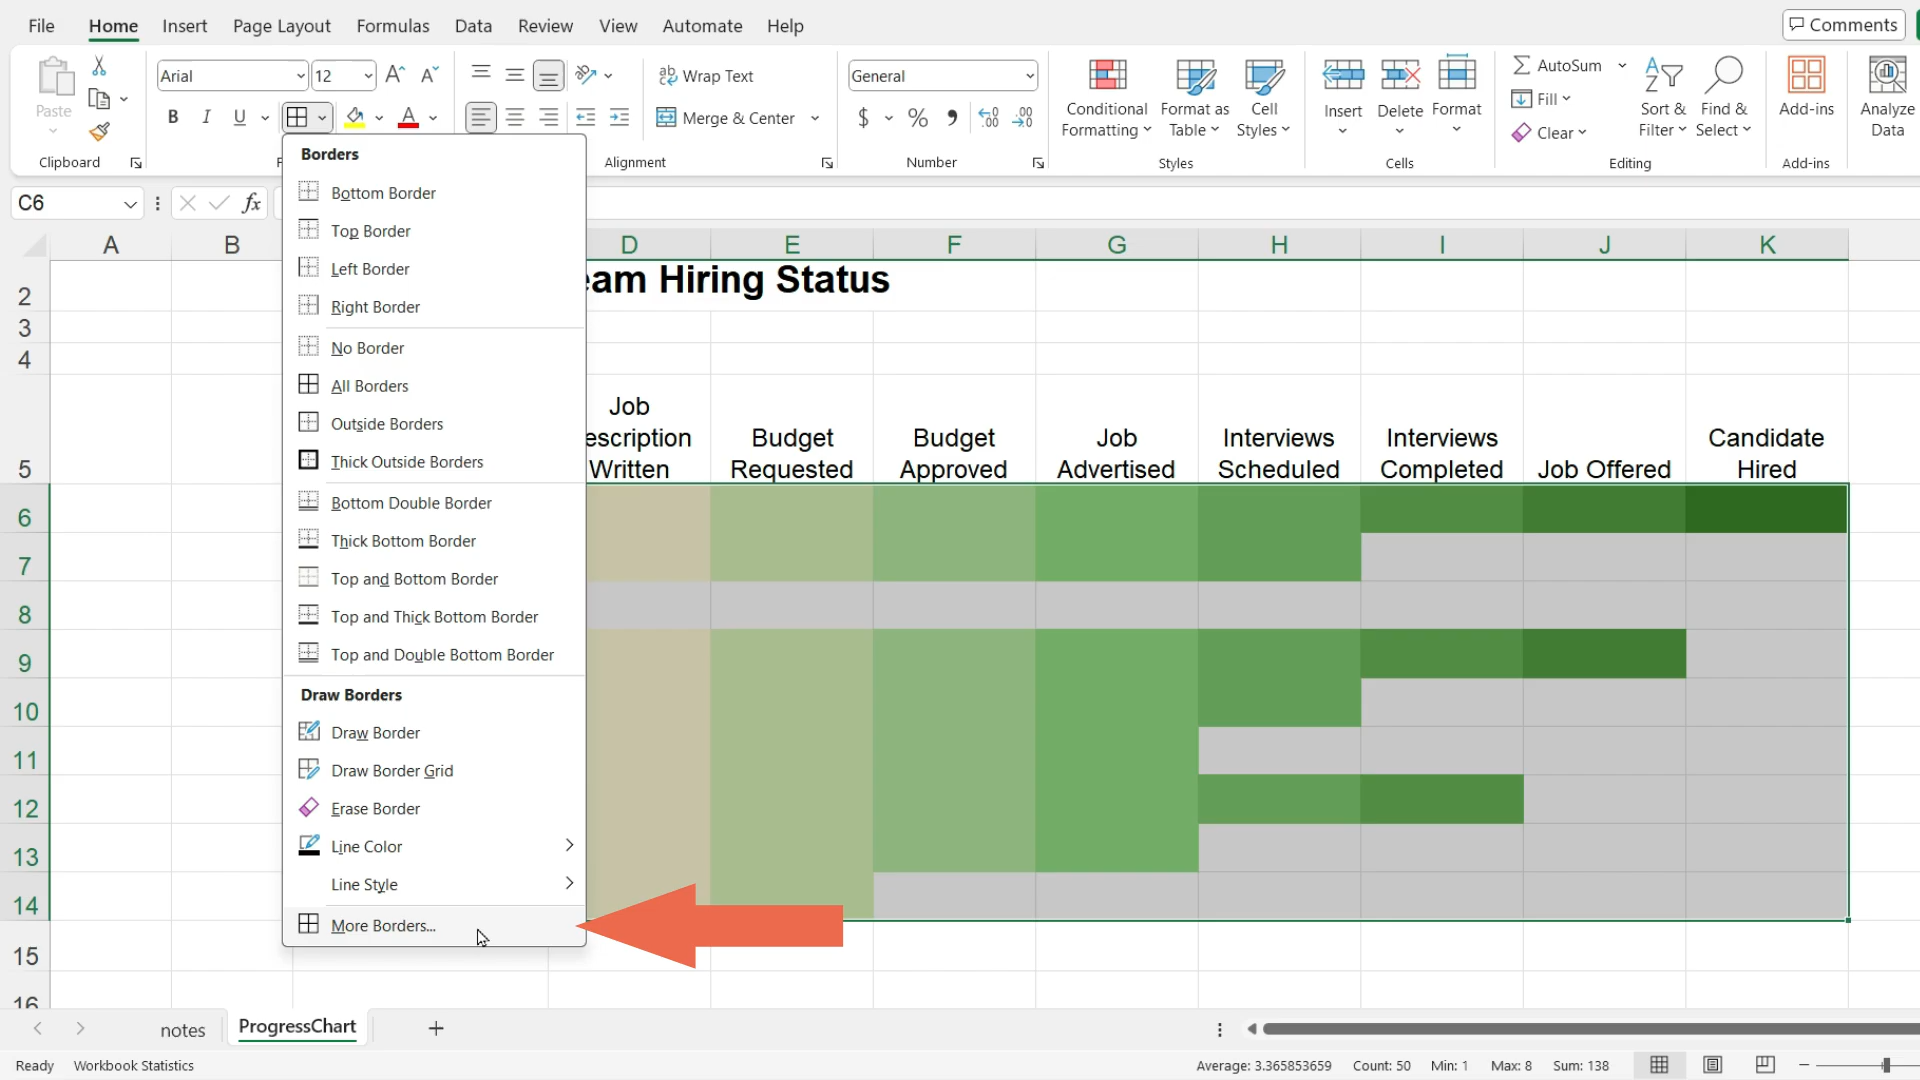 File Home Insert Page Layout Formulas Data Review View Automate Help Comments
Arial 12 Wrap Text General AutoSum
Paste Conditional Formatting Format as Table Cell Styles Insert Delete Format Fill Sort & Filter Find & Select Add-ins Analyze Data
B I U Merge & Center $ % Clear
Clipboard Alignment Number Styles Cells Editing Add-ins
C6 fx
A B D E F G H I J K
Borders
Bottom Border
Top Border
Left Border
Right Border
No Border
All Borders
Outside Borders
Thick Outside Borders
Bottom Double Border
Thick Bottom Border
Top and Bottom Border
Top and Thick Bottom Border
Top and Double Bottom Border
Draw Borders
Draw Border
Draw Border Grid
Erase Border
Line Color
Line Style
More Borders...
eam Hiring Status
Job
escription Budget Budget Job Interviews Interviews Candidate
Written Requested Approved Advertised Scheduled Completed Job Offered Hired
2
3
4
5
6
7
8
9
10
11
12
13
14
15
16
notes ProgressChart +
Ready Workbook Statistics Average: 3.365853659 Count: 50 Min: 1 Max: 8 Sum: 138